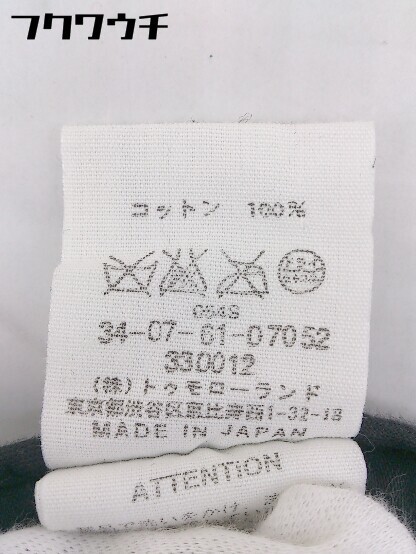 フクワウチ
コットン 100%
34-07-61-07052
330012
(株)トゥモローランド
東京都渋谷区恵比寿西1-32-18
MADE IN JAPAN
ATTENTION